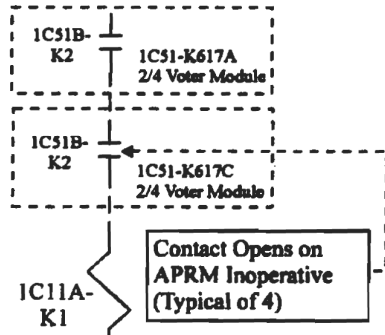 1C51B-
K2
1C51-K617A
2/4 Voter Module
1C51B-
K2
1C51-K617C
2/4 Voter Module
1C11A-
K1
Contact Opens on
APRM Inoperative
(Typical of 4)